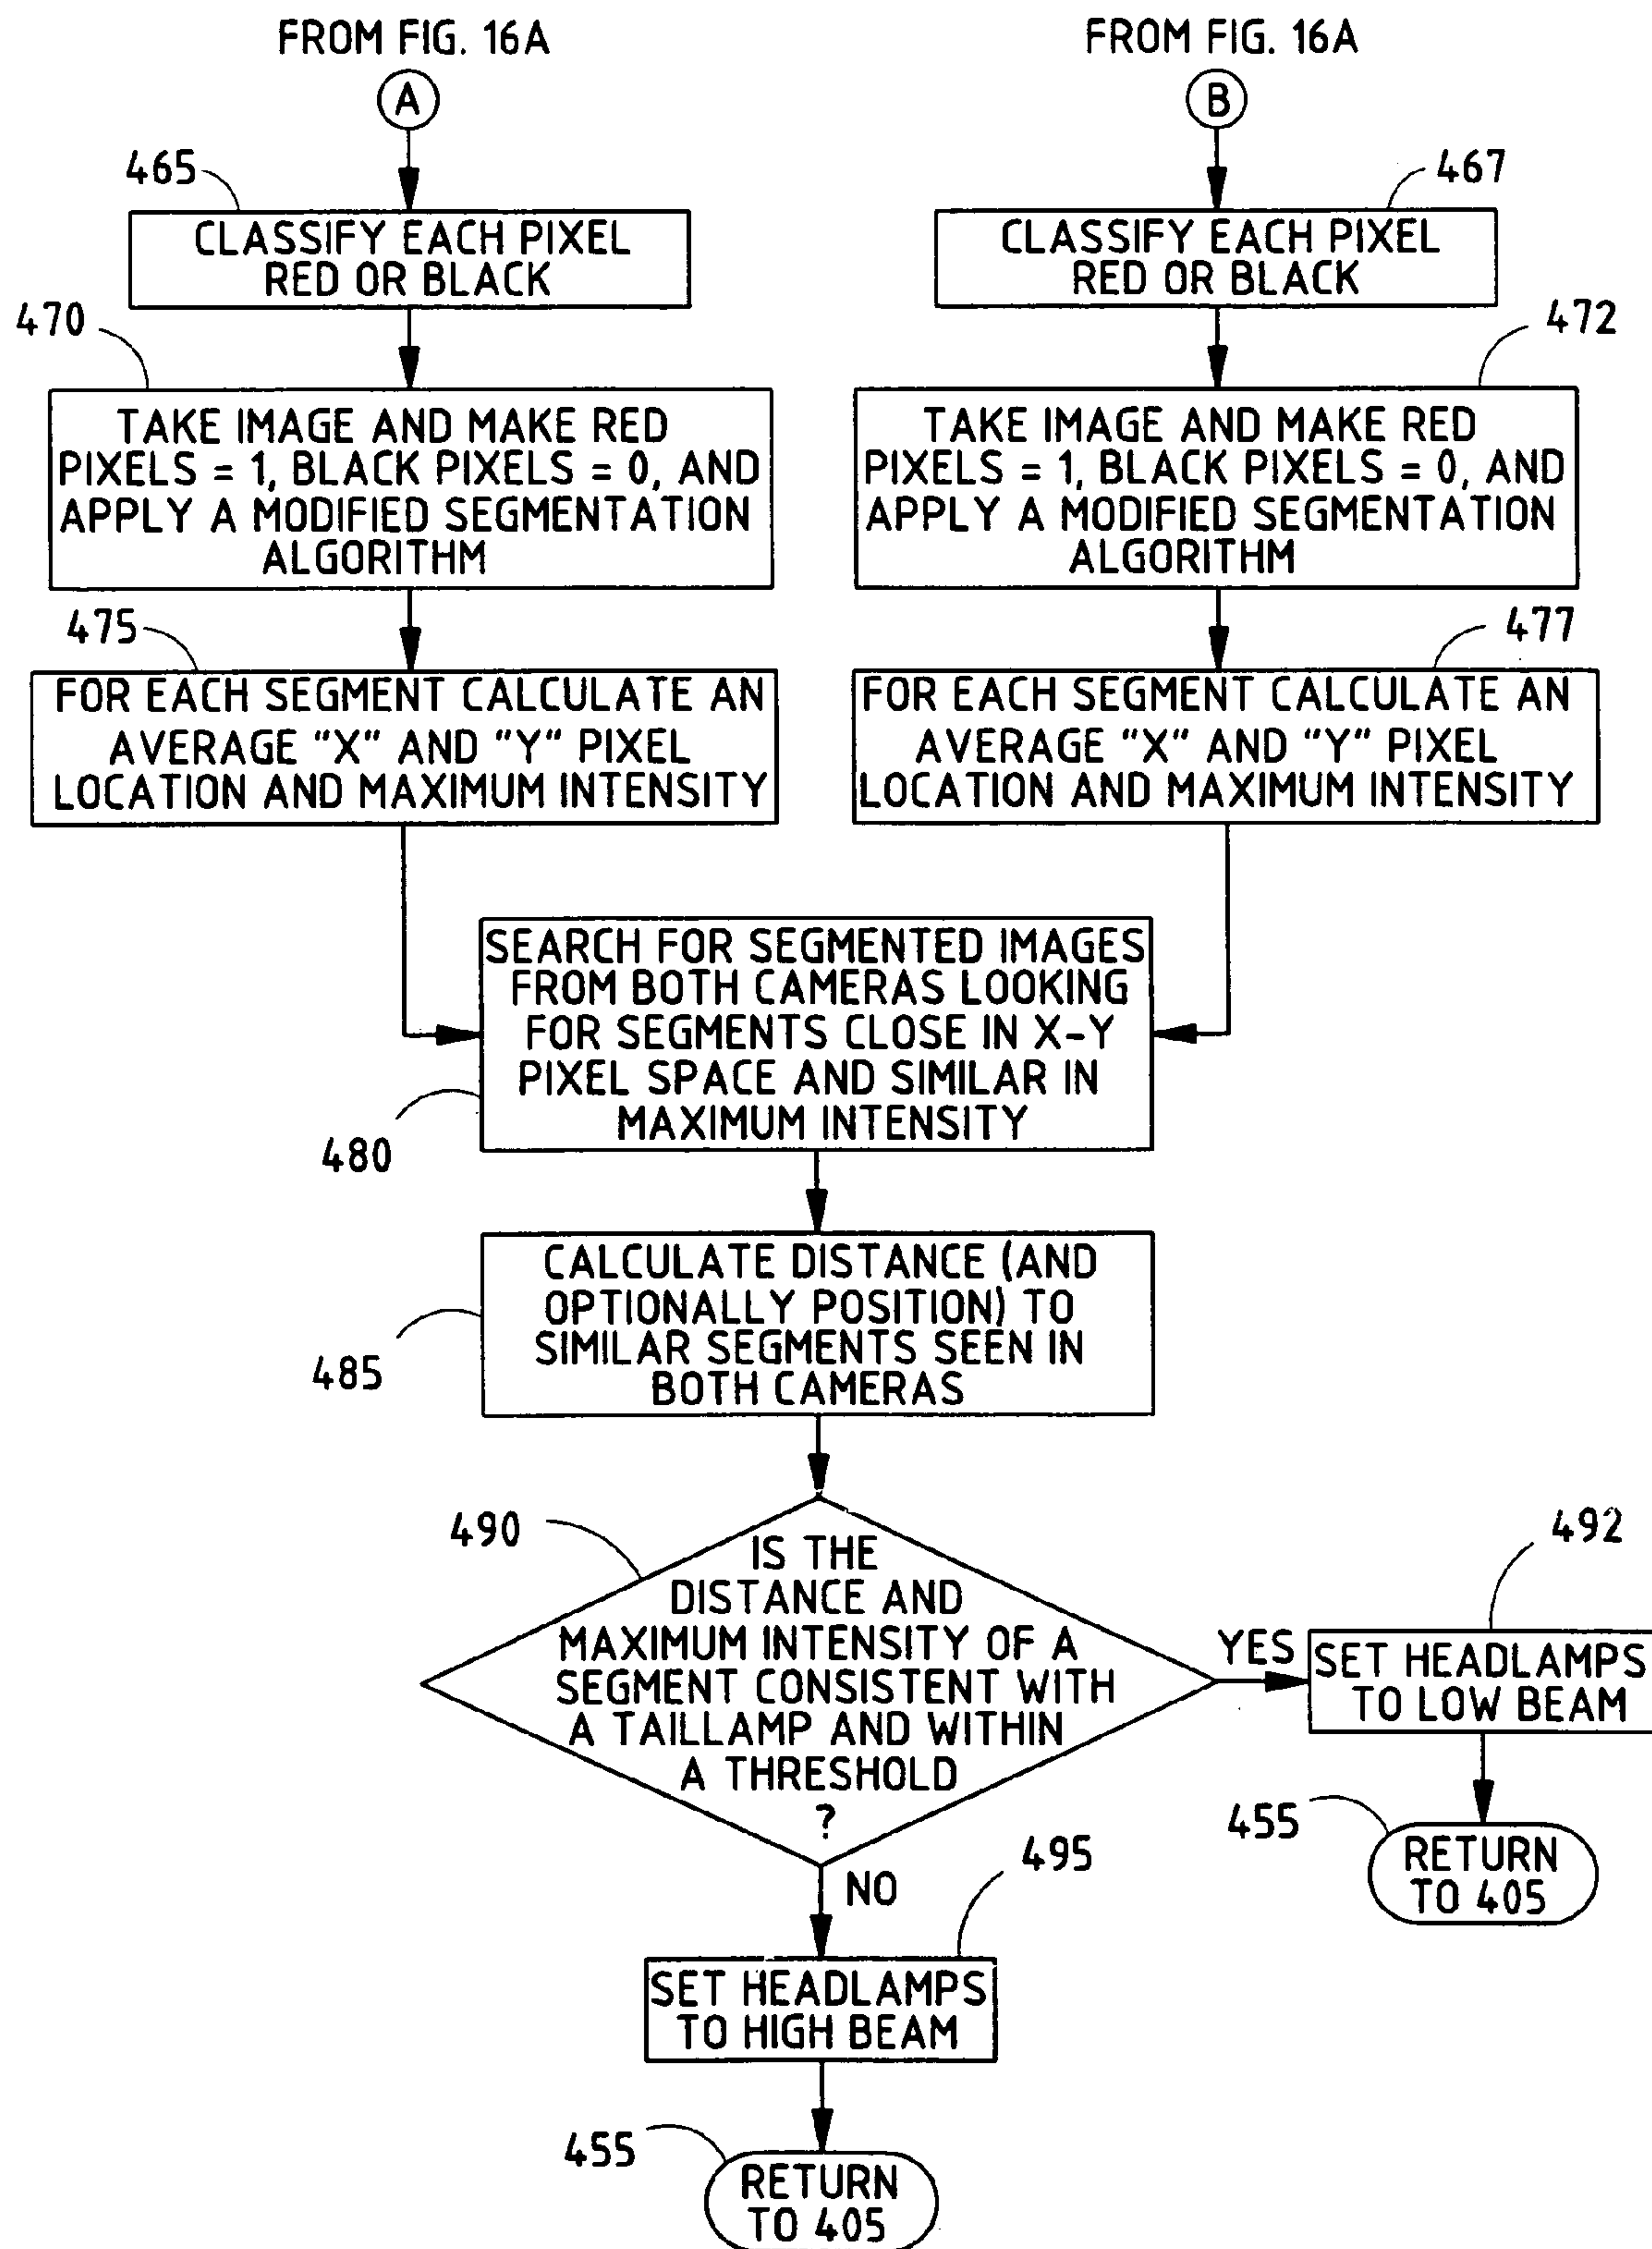 FROM FIG. 16A
A
465
CLASSIFY EACH PIXEL
RED OR BLACK
470
TAKE IMAGE AND MAKE RED
PIXELS = 1, BLACK PIXELS = 0, AND
APPLY A MODIFIED SEGMENTATION
ALGORITHM
475
FOR EACH SEGMENT CALCULATE AN
AVERAGE "X" AND "Y" PIXEL
LOCATION AND MAXIMUM INTENSITY
FROM FIG. 16A
B
467
CLASSIFY EACH PIXEL
RED OR BLACK
472
TAKE IMAGE AND MAKE RED
PIXELS = 1, BLACK PIXELS = 0, AND
APPLY A MODIFIED SEGMENTATION
ALGORITHM
477
FOR EACH SEGMENT CALCULATE AN
AVERAGE "X" AND "Y" PIXEL
LOCATION AND MAXIMUM INTENSITY
SEARCH FOR SEGMENTED IMAGES
FROM BOTH CAMERAS LOOKING
FOR SEGMENTS CLOSE IN X-Y
PIXEL SPACE AND SIMILAR IN
MAXIMUM INTENSITY
480
CALCULATE DISTANCE (AND
OPTIONALLY POSITION) TO
SIMILAR SEGMENTS SEEN IN
BOTH CAMERAS
485
490
IS THE
DISTANCE AND
MAXIMUM INTENSITY OF A
SEGMENT CONSISTENT WITH
A TAILLAMP AND WITHIN
A THRESHOLD
?
YES
492
SET HEADLAMPS
TO LOW BEAM
455
RETURN
TO 405
NO
495
SET HEADLAMPS
TO HIGH BEAM
455
RETURN
TO 405